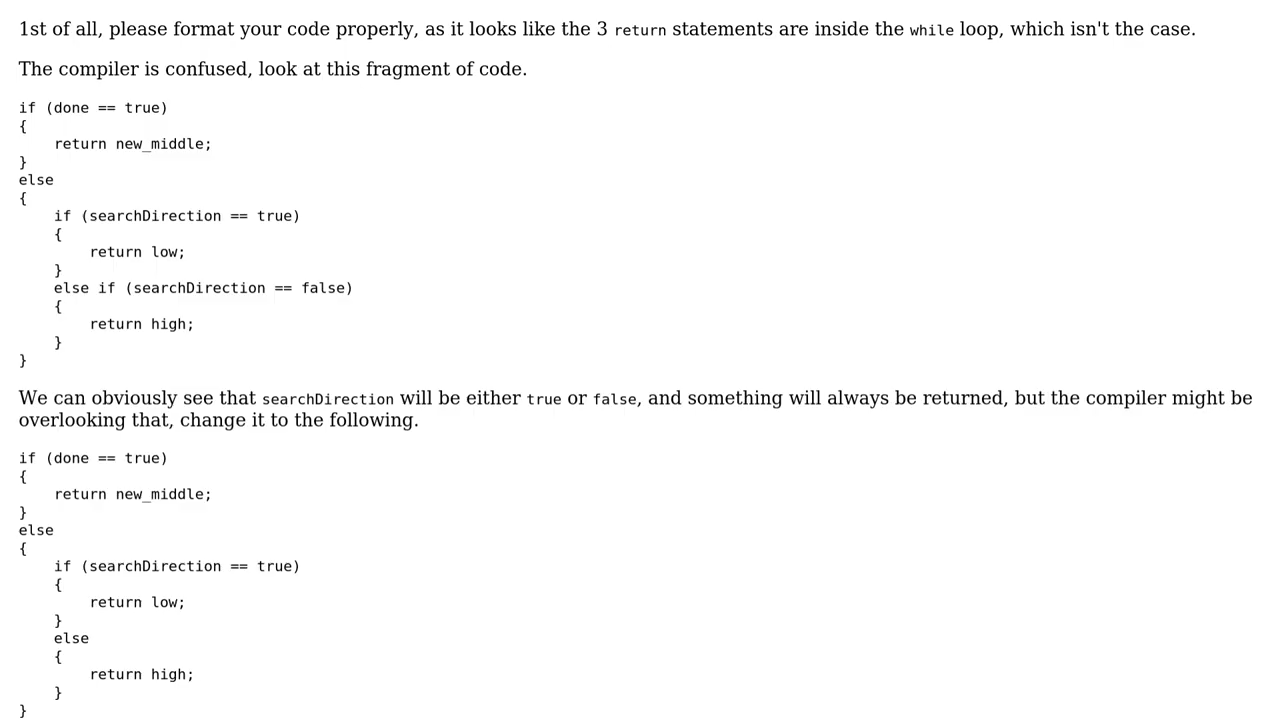 1st of all, please format your code properly, as it looks like the 3 return statements are inside the while loop, which isn't the case.
The compiler is confused, look at this fragment of code.
if (done == true)
{
    return new_middle;
}
else
{
    if (searchDirection == true)
    {
        return low;
    }
    else if (searchDirection == false)
    {
        return high;
    }
}
We can obviously see that searchDirection will be either true or false, and something will always be returned, but the compiler might be
overlooking that, change it to the following.
if (done == true)
{
    return new_middle;
}
else
{
    if (searchDirection == true)
    {
        return low;
    }
    else
    {
        return high;
    }
}